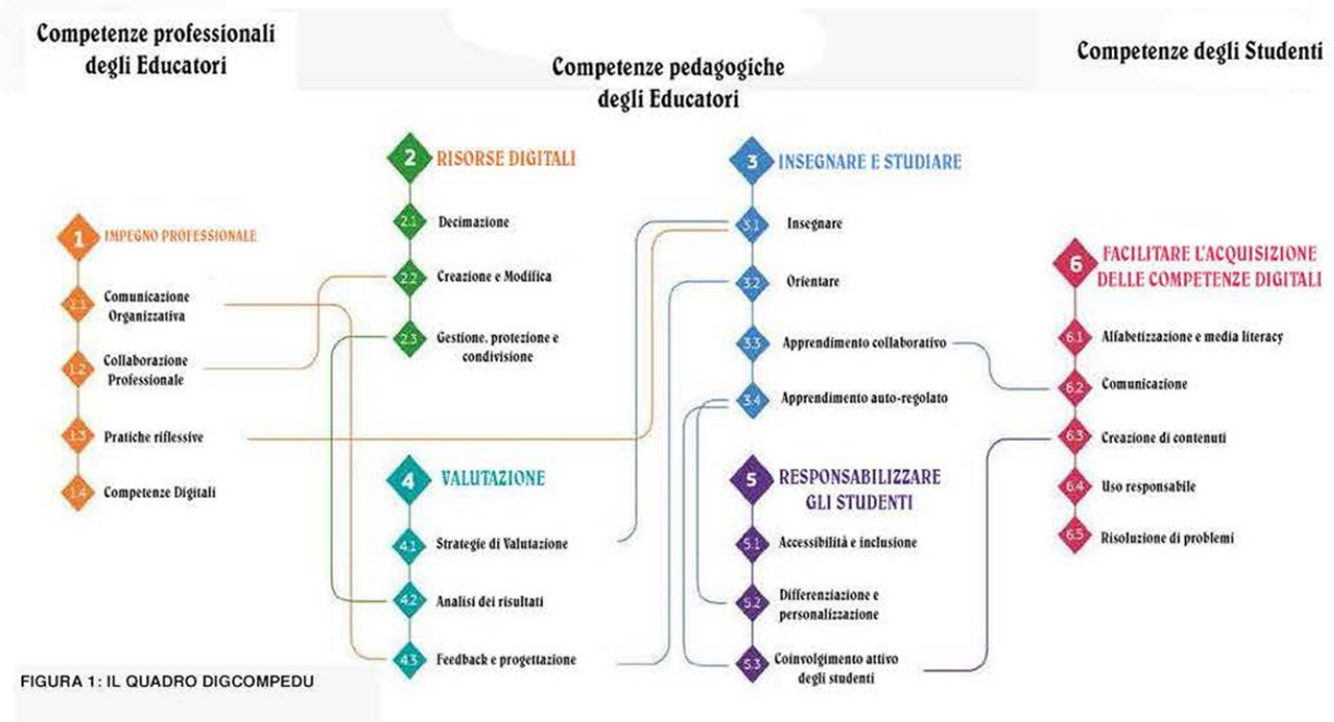 Competenze professionali
degli Educatori
Competenze pedagogiche
degli Educatori
Competenze degli Studenti
1 IMPEGNO PROFESSIONALE
1.1 Comunicazione
Organizzativa
1.2 Collaborazione
Professionale
1.3 Pratiche riflessive
1.4 Competenze Digitali
2 RISORSE DIGITALI
2.1 Decimazione
2.2 Creazione e Modifica
2.3 Gestione, protezione e
condivisione
4 VALUTAZIONE
4.1 Strategie di Valutazione
4.2 Analisi dei risultati
4.3 Feedback e progettazione
3 INSEGNARE E STUDIARE
3.1 Insegnare
3.2 Orientare
3.3 Apprendimento collaborativo
3.4 Apprendimento auto-regolato
5 RESPONSABILIZZARE
GLI STUDENTI
5.1 Accessibilità e inclusione
5.2 Differenziazione e
personalizzazione
5.3 Coinvolgimento attivo
degli studenti
6 FACILITARE L'ACQUISIZIONE
DELLE COMPETENZE DIGITALI
6.1 Alfabetizzazione e media literacy
6.2 Comunicazione
6.3 Creazione di contenuti
6.4 Uso responsabile
6.5 Risoluzione di problemi
FIGURA 1: IL QUADRO DIGCOMPEDU